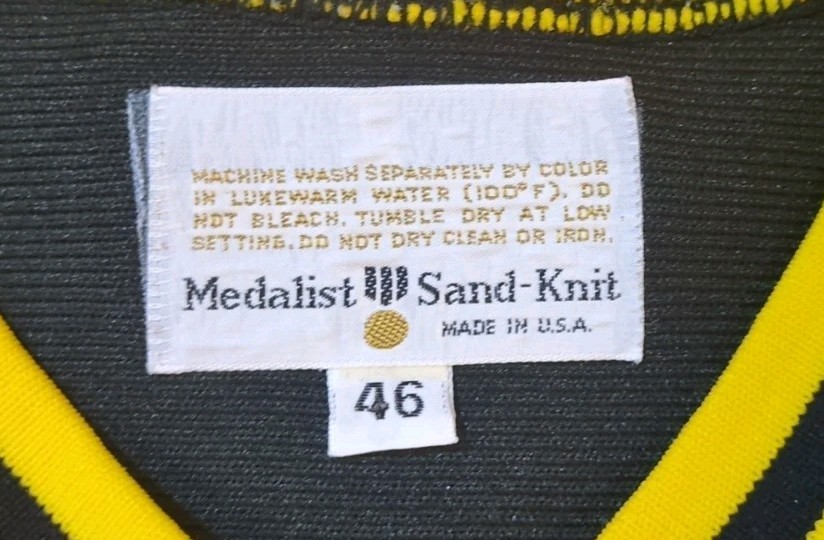 MACHINE WASH SEPARATELY BY COLOR
IN LUKEWARM WATER (100°F). DO
NOT BLEACH. TUMBLE DRY AT LOW
SETTING. DO NOT DRY CLEAN OR IRON.
Medalist Sand-Knit
MADE IN U.S.A.
46